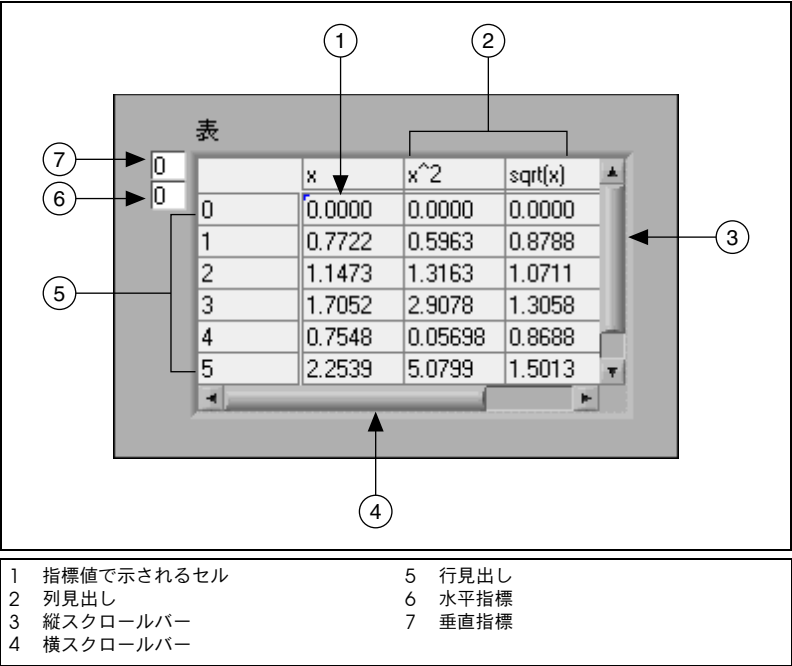 1 2
表
7 0
6 0
x x^2 sqrt(x)
0 0.0000 0.0000 0.0000
1 0.7722 0.5963 0.8788
3
2 1.1473 1.3163 1.0711
5
3 1.7052 2.9078 1.3058
4 0.7548 0.05698 0.8688
5 2.2539 5.0799 1.5013
4
1 指標値で示されるセル
2 列見出し
3 縦スクロールバー
4 横スクロールバー
5 行見出し
6 水平指標
7 垂直指標